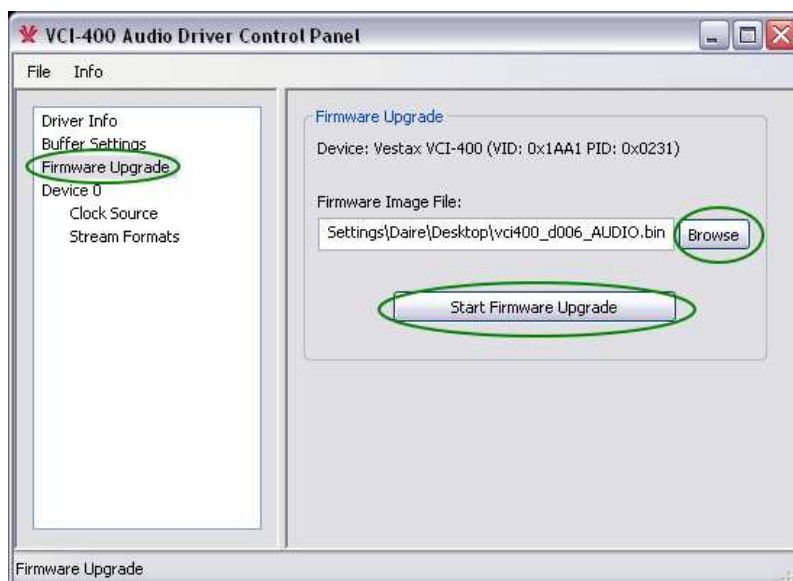 VCI-400 Audio Driver Control Panel
File Info
Driver Info
Buffer Settings
Firmware Upgrade
Device 0
Clock Source
Stream Formats
Firmware Upgrade
Device: Vestax VCI-400 (VID: 0x1AA1 PID: 0x0231)
Firmware Image File:
Settings\Daire\Desktop\vci400_d006_AUDIO.bin Browse
Start Firmware Upgrade
Firmware Upgrade